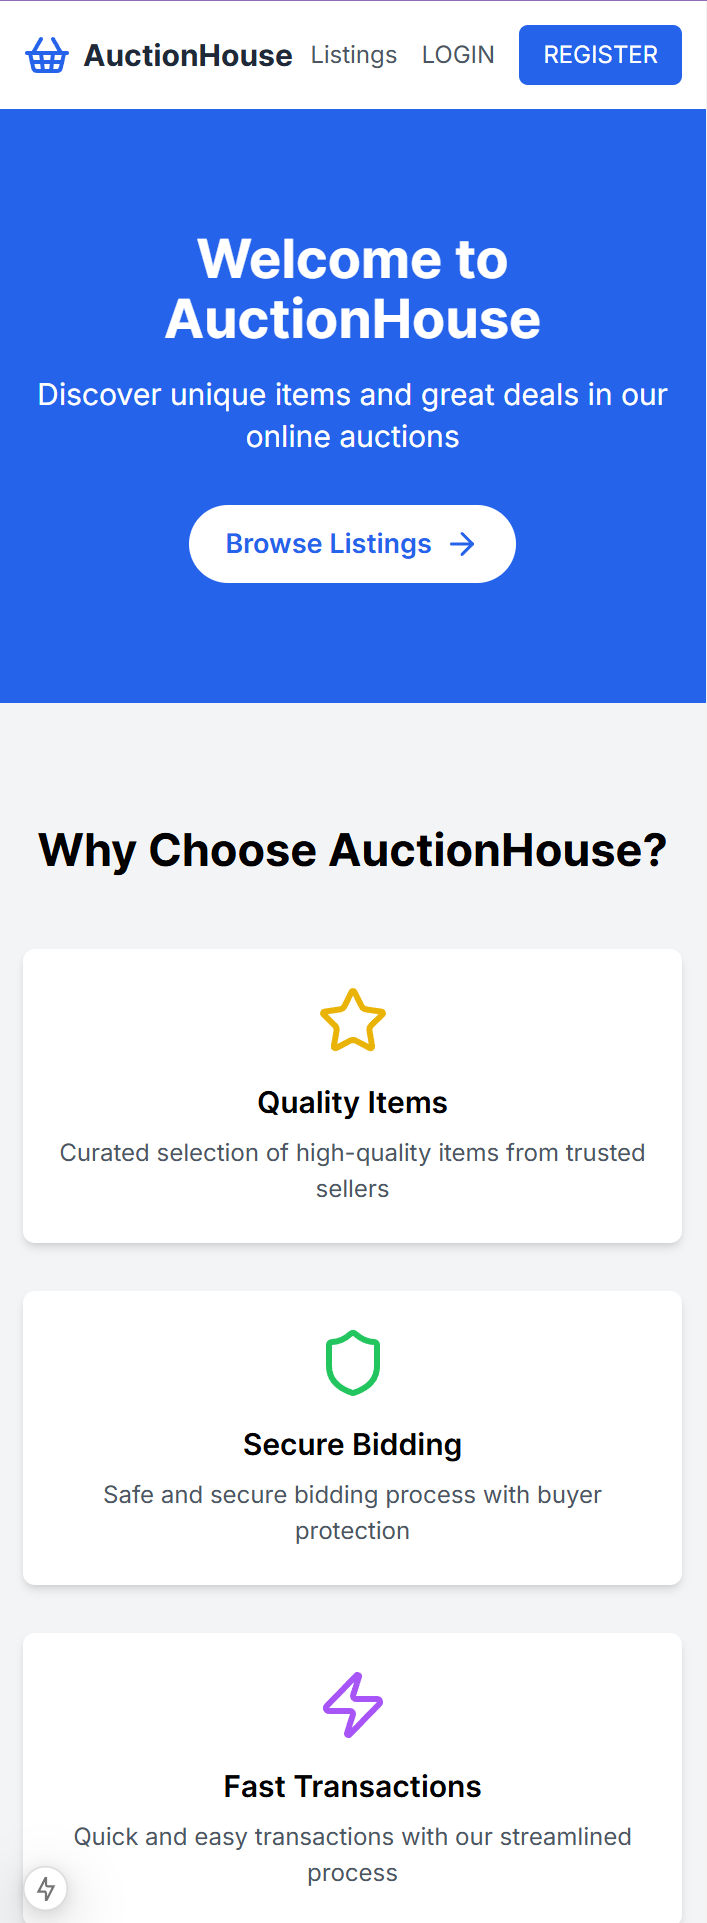 AuctionHouse Listings LOGIN REGISTER
Welcome to
AuctionHouse
Discover unique items and great deals in our
online auctions
Browse Listings
Why Choose AuctionHouse?
Quality Items
Curated selection of high-quality items from trusted
sellers
Secure Bidding
Safe and secure bidding process with buyer
protection
Fast Transactions
Quick and easy transactions with our streamlined
process